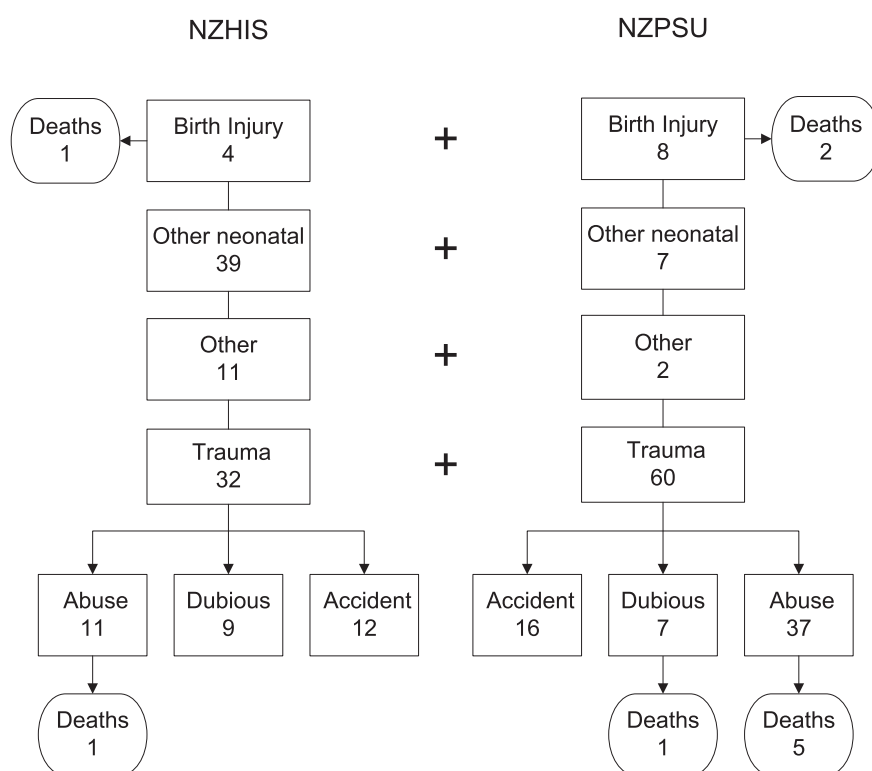 NZHIS
NZPSU
Deaths
1
Birth Injury
4
+
Birth Injury
8
Deaths
2
Other neonatal
39
+
Other neonatal
7
Other
11
+
Other
2
Trauma
32
+
Trauma
60
Abuse
11
Dubious
9
Accident
12
Accident
16
Dubious
7
Abuse
37
Deaths
1
Deaths
1
Deaths
5